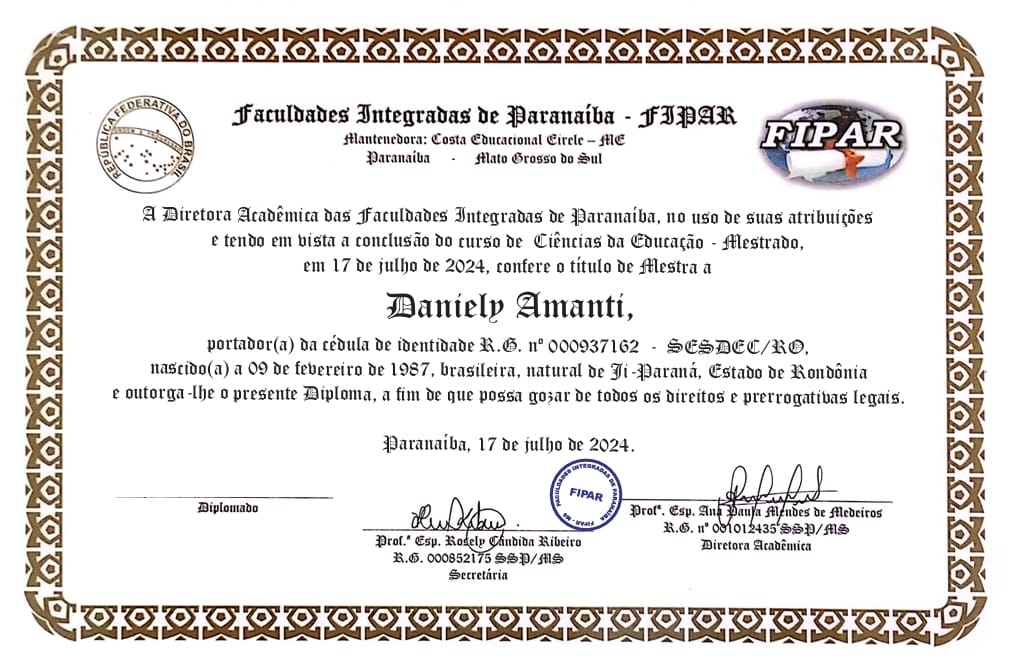 REPÚBLICA FEDERATIVA DO BRASIL
Faculdades Integradas de Paranaíba - FIPAR
Mantenedora: Costa Educacional Eirele – ME
Paranaíba - Mato Grosso do Sul
FIPAR
A Diretora Acadêmica das Faculdades Integradas de Paranaíba, no uso de suas atribuições
e tendo em vista a conclusão do curso de Ciências da Educação - Mestrado,
em 17 de julho de 2024, confere o título de Mestra a
Daniely Amanti,
portador(a) da cédula de identidade R.G. nº 000937162 - SESDEC/RO,
nascido(a) a 09 de fevereiro de 1987, brasileira, natural de Ji-Paraná, Estado de Rondônia
e outorga-lhe o presente Diploma, a fim de que possa gozar de todos os direitos e prerrogativas legais.
Paranaíba, 17 de julho de 2024.
FACULDADES INTEGRADAS DE PARANAIBA
FIPAR
FIPAR - MS
Diplomado
Prof.ª Esp. Rosely Cândida Ribeiro
R.G. 000852175 SSP/MS
Secretária
Profª. Esp. Ana Paula Mendes de Medeiros
R.G. nº 001012435 SSP/MS
Diretora Acadêmica